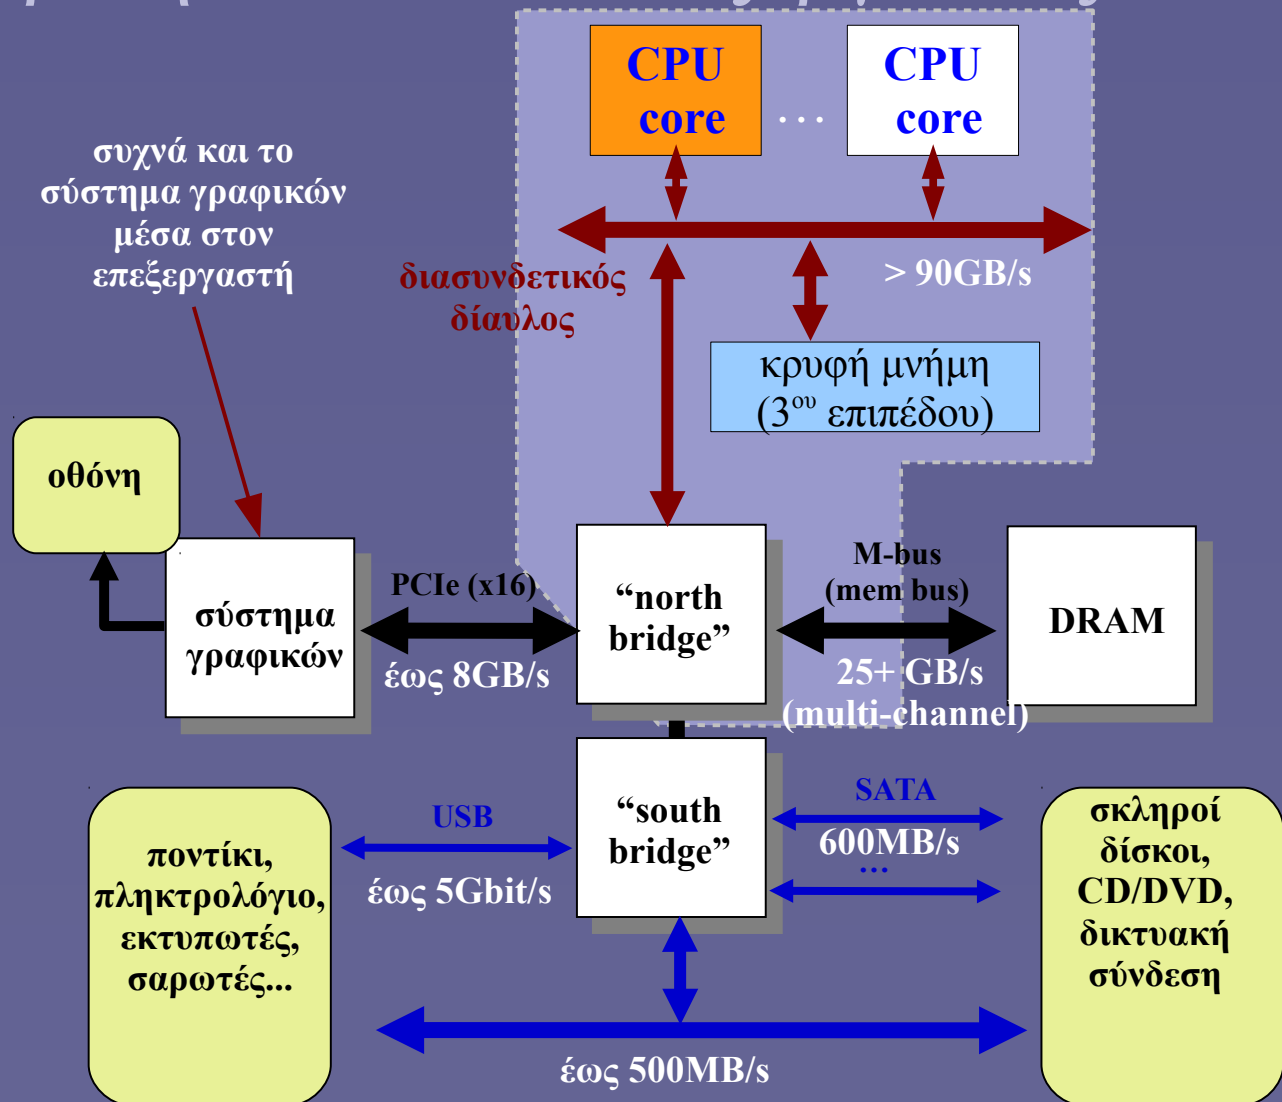 CPU
core
...
CPU
core
συχνά και το
σύστημα γραφικών
μέσα στον
επεξεργαστή
διασυνδετικός
δίαυλος
> 90GB/s
κρυφή μνήμη
(3ου επιπέδου)
οθόνη
σύστημα
γραφικών
PCIe (x16)
έως 8GB/s
“north
bridge”
M-bus
(mem bus)
25+ GB/s
(multi-channel)
DRAM
ποντίκι,
πληκτρολόγιο,
εκτυπωτές,
σαρωτές...
USB
έως 5Gbit/s
“south
bridge”
SATA
600MB/s
...
σκληροί
δίσκοι,
CD/DVD,
δικτυακή
σύνδεση
έως 500MB/s